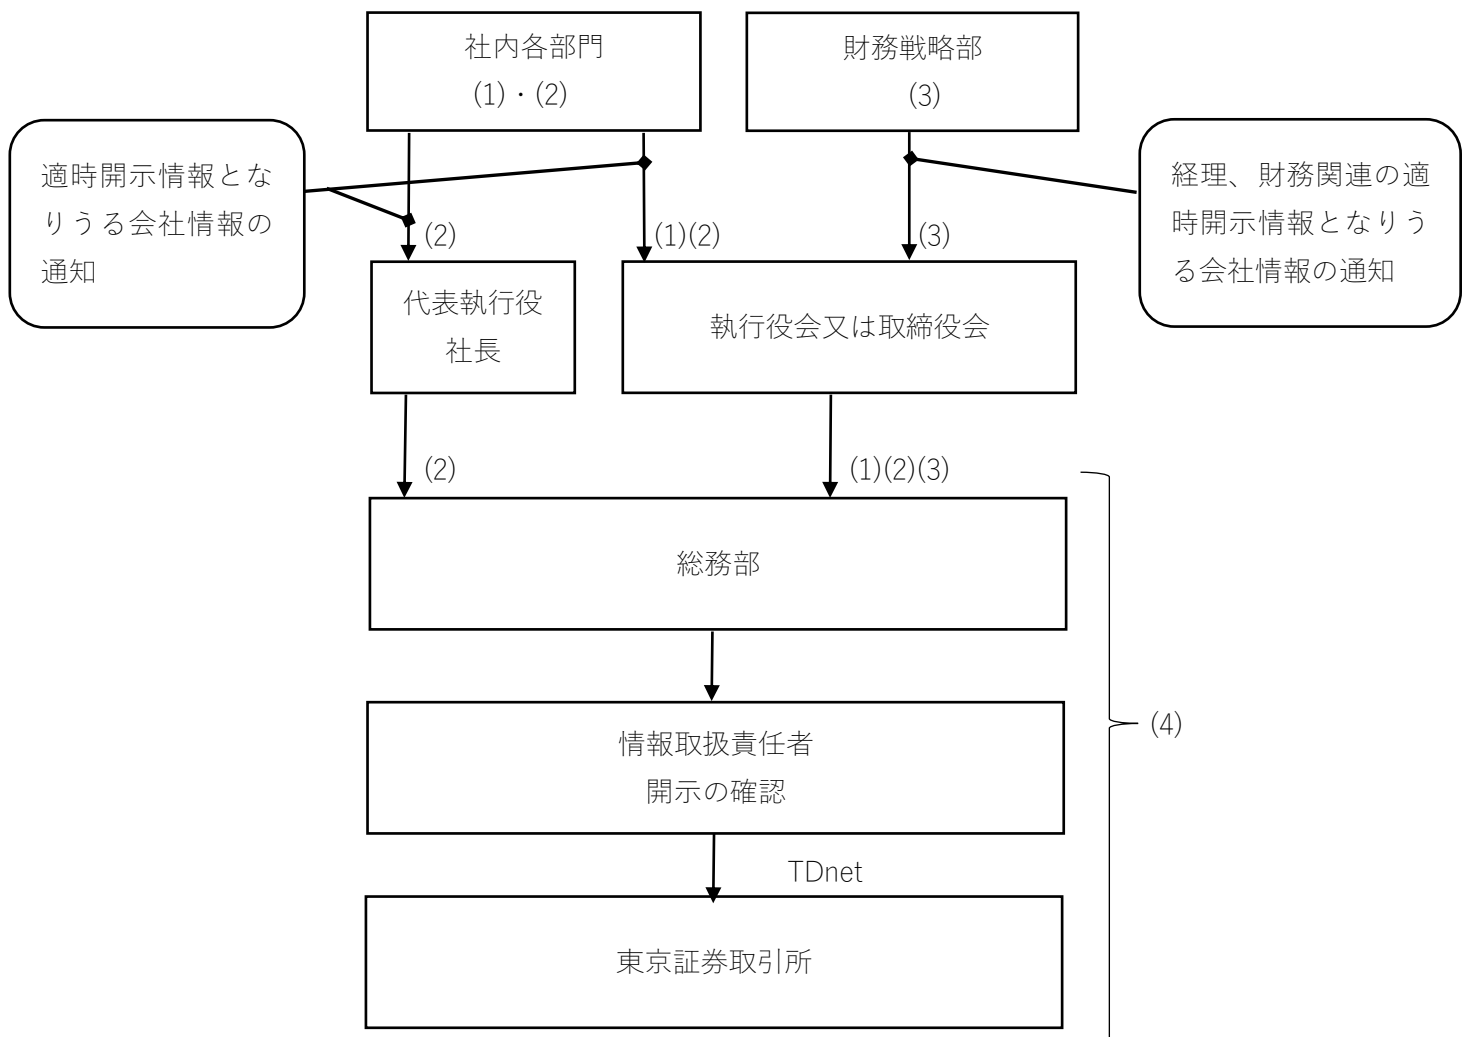 社内各部門
(1)・(2)
財務戦略部
(3)
適時開示情報とな
りうる会社情報の
通知
経理、財務関連の適
時開示情報となりう
る会社情報の通知
(2)
(1)(2)
(3)
代表執行役
社長
執行役会又は取締役会
(2)
(1)(2)(3)
総務部
情報取扱責任者
開示の確認
(4)
TDnet
東京証券取引所